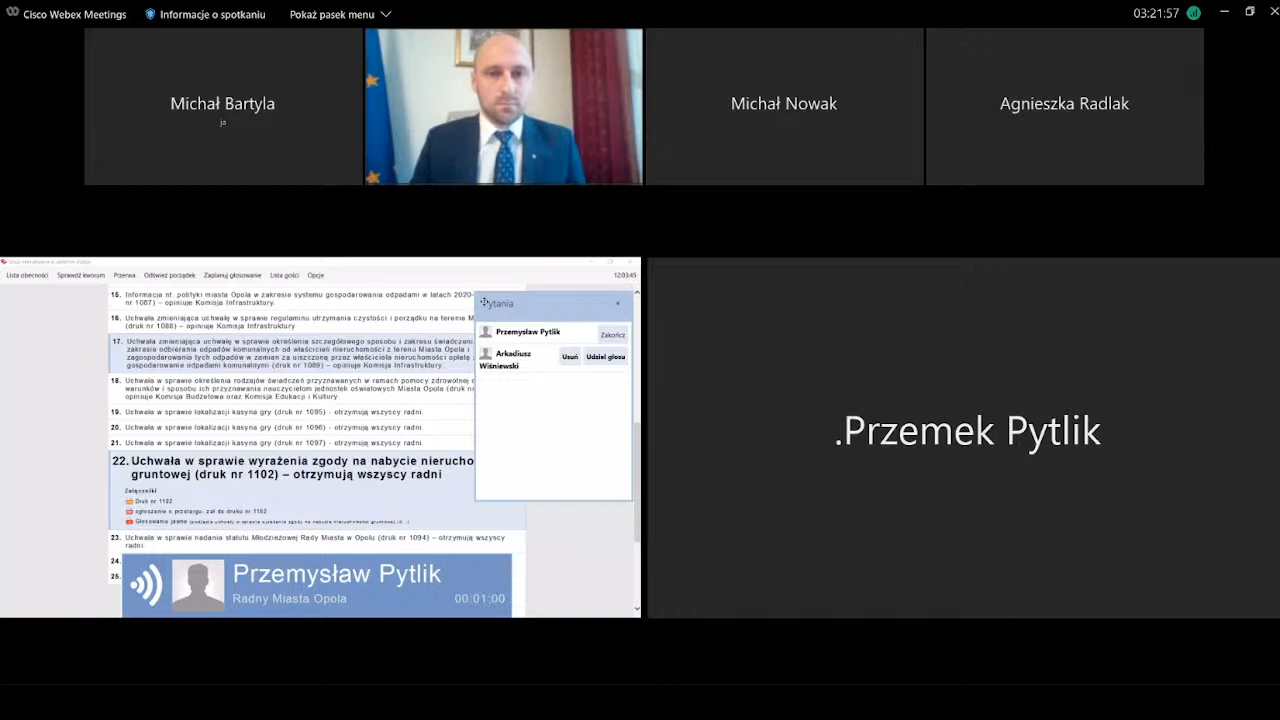 Cisco Webex Meetings
Informacje o spotkaniu
Pokaż pasek menu
03:21:57
Michał Bartyla
ja
Michał Nowak
Agnieszka Radlak
Lista obecności Sprawdź kworum Przerwa Odśwież porządek Zaplanuj głosowanie Lista gości Opcje 12:03:45
15. Informacja nt. polityki miasta Opola w zakresie systemu gospodarowania odpadami w latach 2020-
nr 1087) – opiniuje Komisja Infrastruktury.
16. Uchwała zmieniająca uchwałę w sprawie regulaminu utrzymania czystości i porządku na terenie M
(druk nr 1088) – opiniuje Komisja Infrastruktury
17. Uchwała zmieniająca uchwałę w sprawie określenia szczegółowego sposobu i zakresu świadczeni
zakresie odbierania odpadów komunalnych od właścicieli nieruchomości z terenu Miasta Opola i
zagospodarowania tych odpadów w zamian za uiszczoną przez właściciela nieruchomości opłatę
gospodarowanie odpadami komunalnymi (druk nr 1089) – opiniuje Komisja Infrastruktury.
18. Uchwała w sprawie określenia rodzajów świadczeń przyznawanych w ramach pomocy zdrowotnej o
warunków i sposobu ich przyznawania nauczycielom jednostek oświatowych Miasta Opola (druk nr
opiniuje Komisja Budżetowa oraz Komisja Edukacji i Kultury.
19. Uchwała w sprawie lokalizacji kasyna gry (druk nr 1095) - otrzymują wszyscy radni.
20. Uchwała w sprawie lokalizacji kasyna gry (druk nr 1096) – otrzymują wszyscy radni.
21. Uchwała w sprawie lokalizacji kasyna gry (druk nr 1097) - otrzymują wszyscy radni.
22. Uchwała w sprawie wyrażenia zgody na nabycie nierucho
gruntowej (druk nr 1102) – otrzymują wszyscy radni
Załączniki
Druk nr 1102
ogłoszenie o przetargu- zał do druku nr 1102
Głosowanie jawne
23. Uchwała w sprawie nadania statutu Młodzieżowej Rady Miasta w Opolu (druk nr 1094) – otrzymują wszyscy
radni.
24.
25.
ytania
Przemysław Pytlik Zakończ
Arkadiusz
Wiśniewski Usuń Udziel głosu
Przemysław Pytlik
Radny Miasta Opola 00:01:00
.Przemek Pytlik